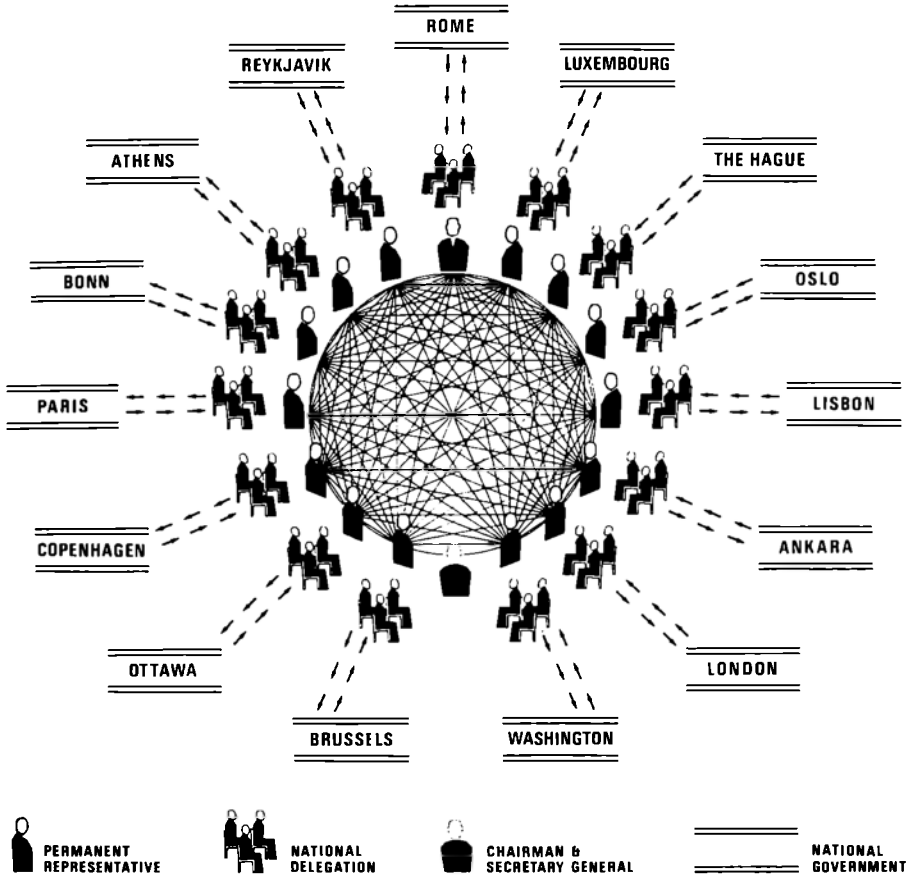 ROME
REYKJAVIK
LUXEMBOURG
ATHENS
THE HAGUE
BONN
OSLO
PARIS
LISBON
COPENHAGEN
ANKARA
OTTAWA
LONDON
BRUSSELS
WASHINGTON
PERMANENT
REPRESENTATIVE
NATIONAL
DELEGATION
CHAIRMAN &
SECRETARY GENERAL
NATIONAL
GOVERNMENT